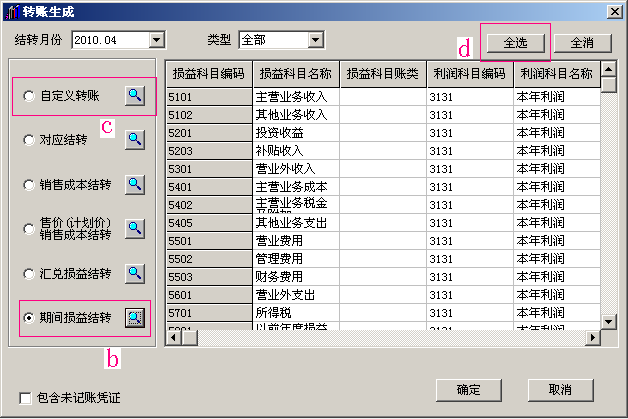 转账生成
结转月份 2010.04 类型 全部 d 全选 全消
损益科目编码 损益科目名称 损益科目账类 利润科目编码 利润科目名称
5101 主营业务收入 3131 本年利润
5102 其他业务收入 3131 本年利润
5201 投资收益 3131 本年利润
5203 补贴收入 3131 本年利润
5301 营业外收入 3131 本年利润
5401 主营业务成本 3131 本年利润
5402 主营业务税金及附加 3131 本年利润
5405 其他业务支出 3131 本年利润
5501 营业费用 3131 本年利润
5502 管理费用 3131 本年利润
5503 财务费用 3131 本年利润
5601 营业外支出 3131 本年利润
5701 所得税 3131 本年利润
5801 以前年度损益 3131 本年利润
自定义转账
c
对应结转
销售成本结转
售价(计划价)
销售成本结转
汇兑损益结转
期间损益结转
b
包含未记账凭证
确定 取消